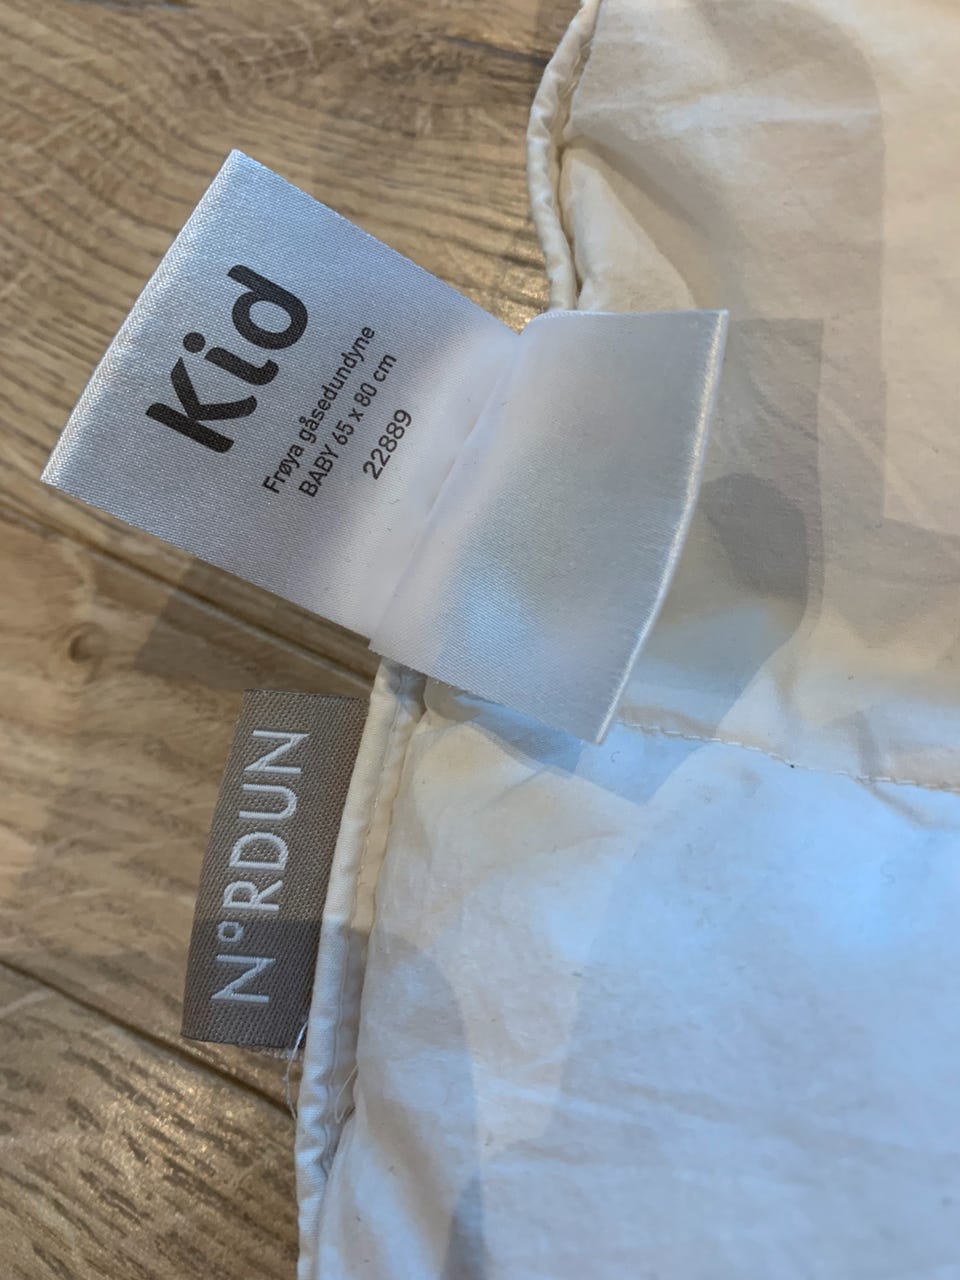 Kid
Frøya gåsedundyne
BABY 65 x 80 cm
22889
N°RDUN